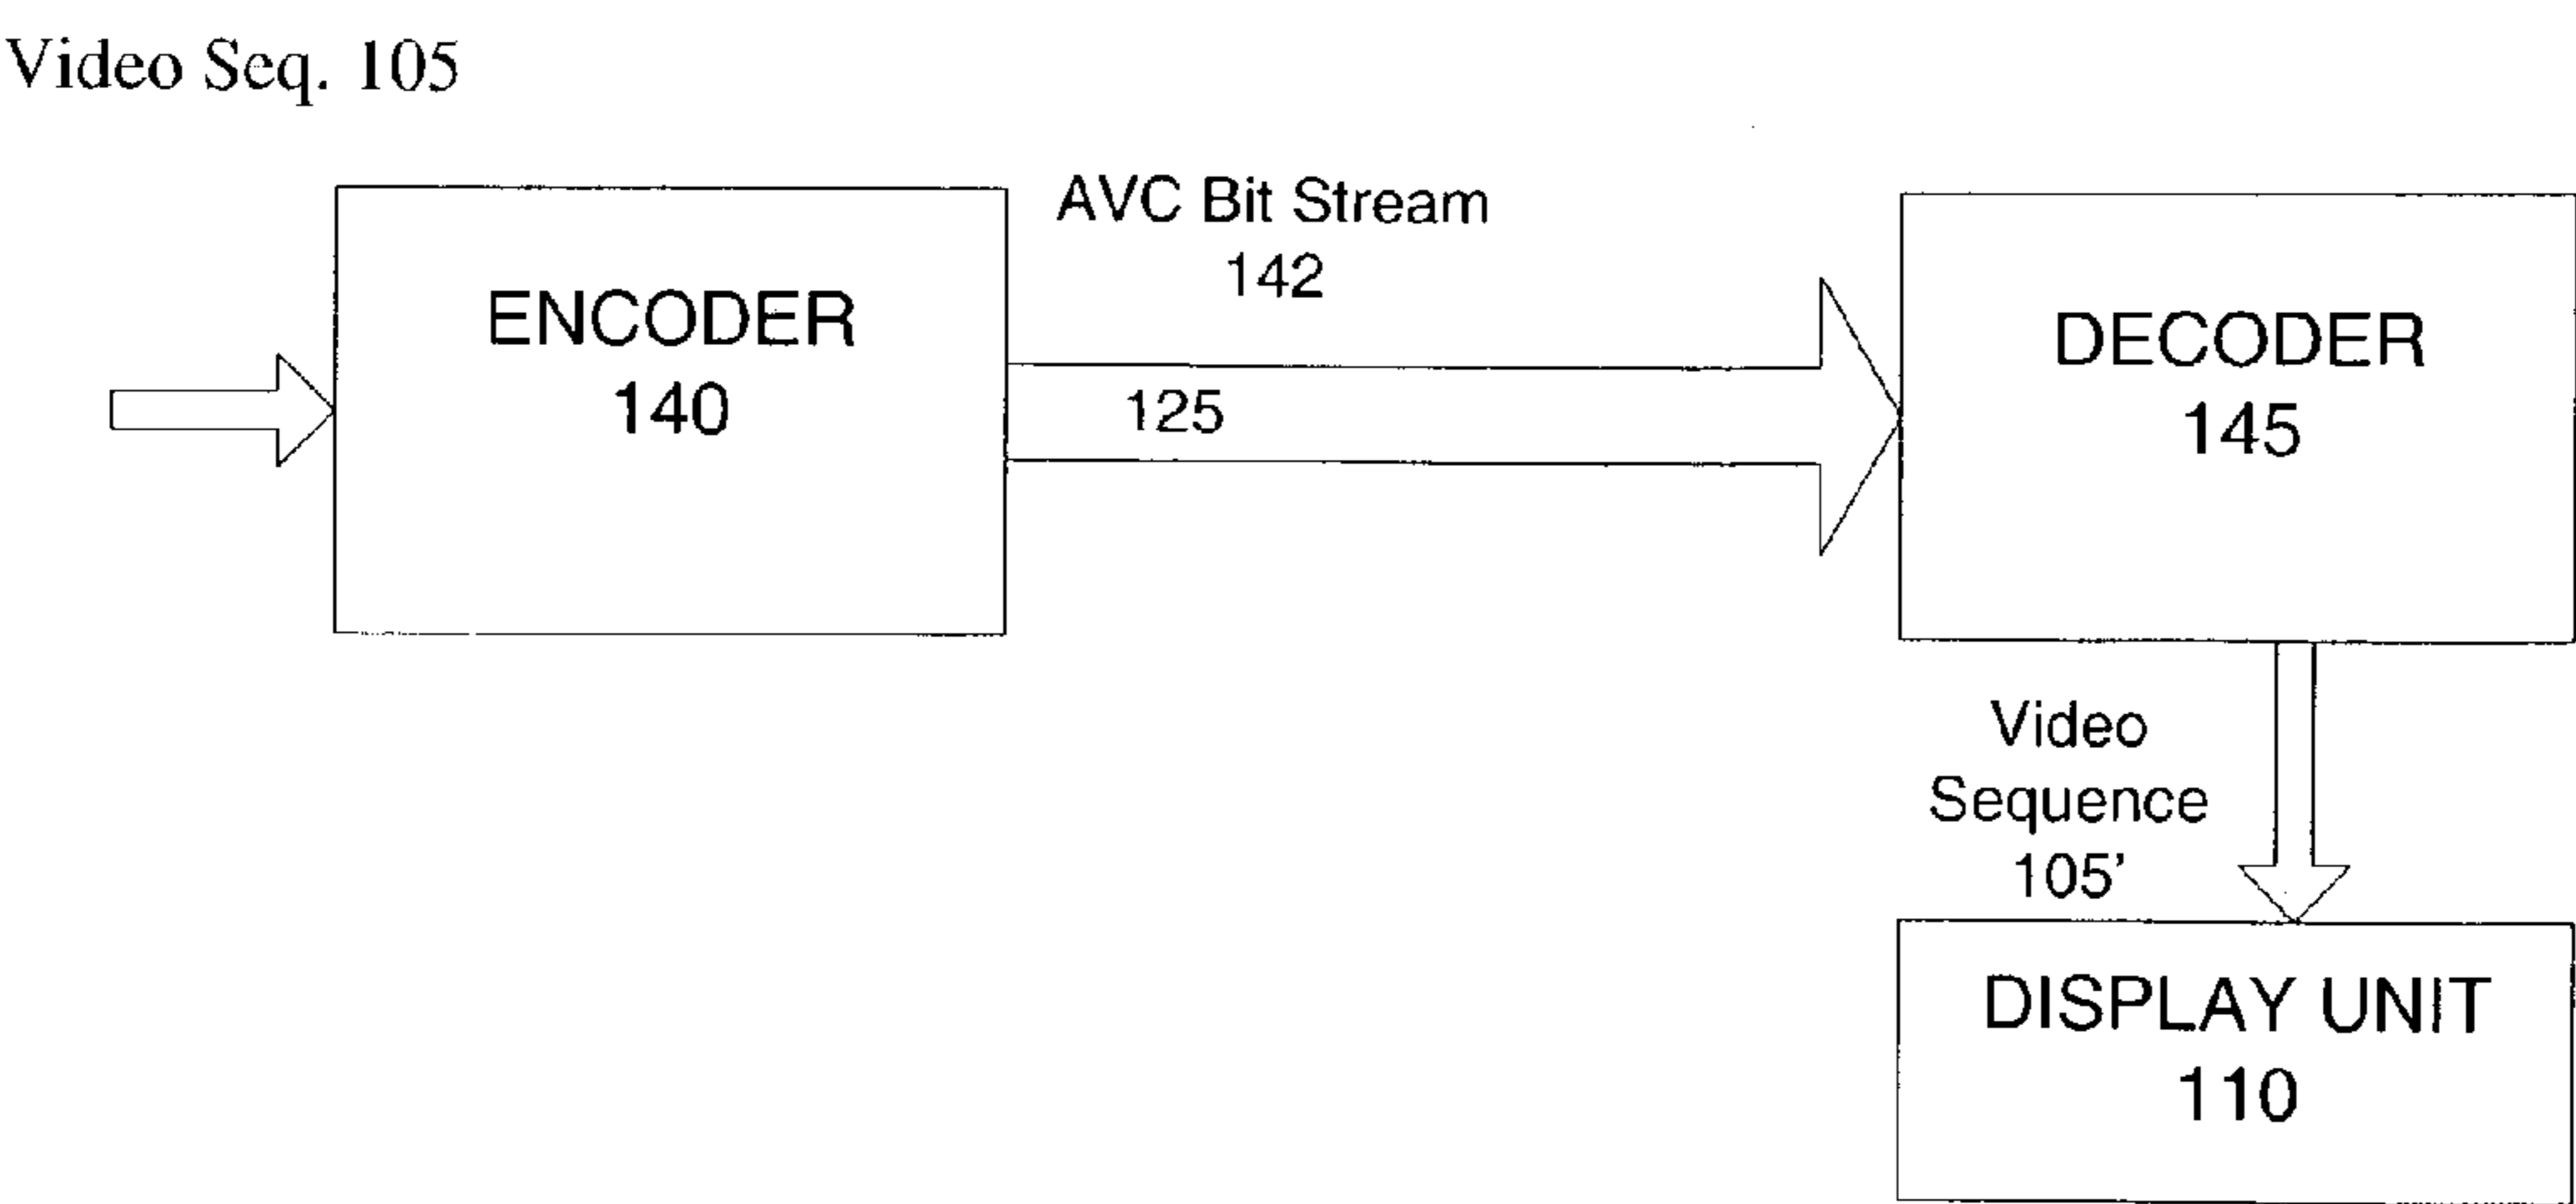 Video Seq. 105
ENCODER
140
AVC Bit Stream
142
125
DECODER
145
Video
Sequence
105'
DISPLAY UNIT
110